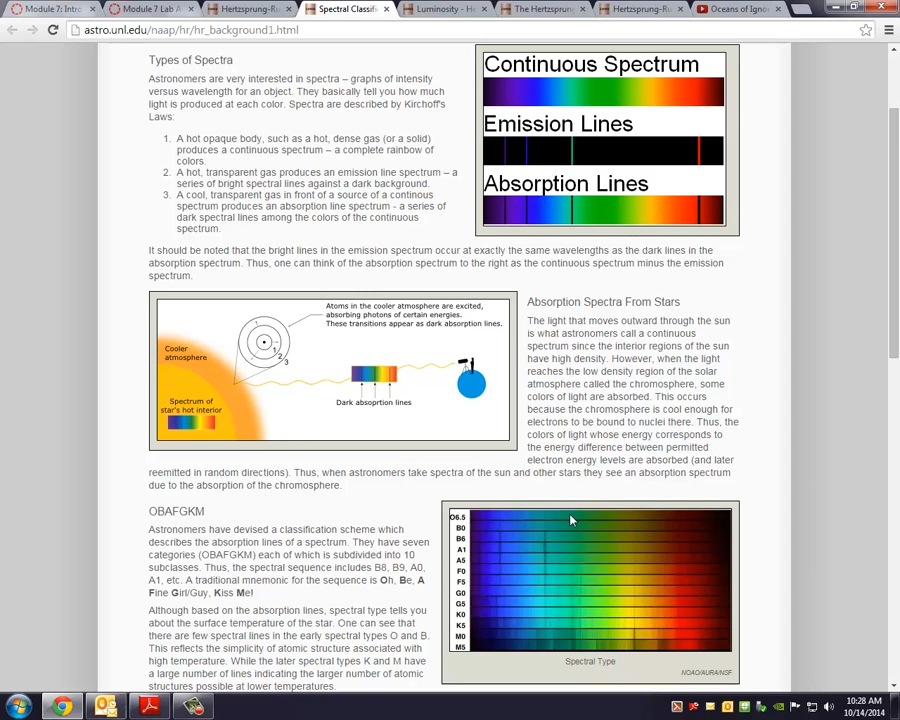 Module 7: Intro
Module 7 Lab A
Hertzsprung-Ru
Spectral Classifi
Luminosity - He
The Hertzsprun
Hertzsprung-Ru
Oceans of Ignor
astro.unl.edu/naap/hr/hr_background1.html
Types of Spectra
Astronomers are very interested in spectra – graphs of intensity
versus wavelength for an object. They basically tell you how much
light is produced at each color. Spectra are described by Kirchoff's
Laws:
1. A hot opaque body, such as a hot, dense gas (or a solid)
produces a continuous spectrum – a complete rainbow of
colors.
2. A hot, transparent gas produces an emission line spectrum – a
series of bright spectral lines against a dark background.
3. A cool, transparent gas in front of a source of a continous
spectrum produces an absorption line spectrum - a series of
dark spectral lines among the colors of the continuous
spectrum.
Continuous Spectrum
Emission Lines
Absorption Lines
It should be noted that the bright lines in the emission spectrum occur at exactly the same wavelengths as the dark lines in the
absorption spectrum. Thus, one can think of the absorption spectrum to the right as the continuous spectrum minus the emission
spectrum.
Atoms in the cooler atmosphere are excited,
absorbing photons of certain energies.
These transitions appear as dark absorption lines.
Cooler
atmosphere
1
2
3
Spectrum of
star's hot interior
Dark absoprtion lines
Absorption Spectra From Stars
The light that moves outward through the sun
is what astronomers call a continuous
spectrum since the interior regions of the sun
have high density. However, when the light
reaches the low density region of the solar
atmosphere called the chromosphere, some
colors of light are absorbed. This occurs
because the chromosphere is cool enough for
electrons to be bound to nuclei there. Thus, the
colors of light whose energy corresponds to
the energy difference between permitted
electron energy levels are absorbed (and later
reemitted in random directions). Thus, when astronomers take spectra of the sun and other stars they see an absorption spectrum
due to the absorption of the chromosphere.
OBAFGKM
Astronomers have devised a classification scheme which
describes the absorption lines of a spectrum. They have seven
categories (OBAFGKM) each of which is subdivided into 10
subclasses. Thus, the spectral sequence includes B8, B9, A0,
A1, etc. A traditional mnemonic for the sequence is Oh, Be, A
Fine Girl/Guy, Kiss Me!
Although based on the absorption lines, spectral type tells you
about the surface temperature of the star. One can see that
there are few spectral lines in the early spectral types O and B.
This reflects the simplicity of atomic structure associated with
high temperature. While the later spectral types K and M have
a large number of lines indicating the larger number of atomic
structures possible at lower temperatures.
O6.5
B0
B6
A1
A5
F0
F5
G0
G5
K0
K5
M0
M5
Spectral Type
NOAO/AURA/NSF
10:28 AM
10/14/2014